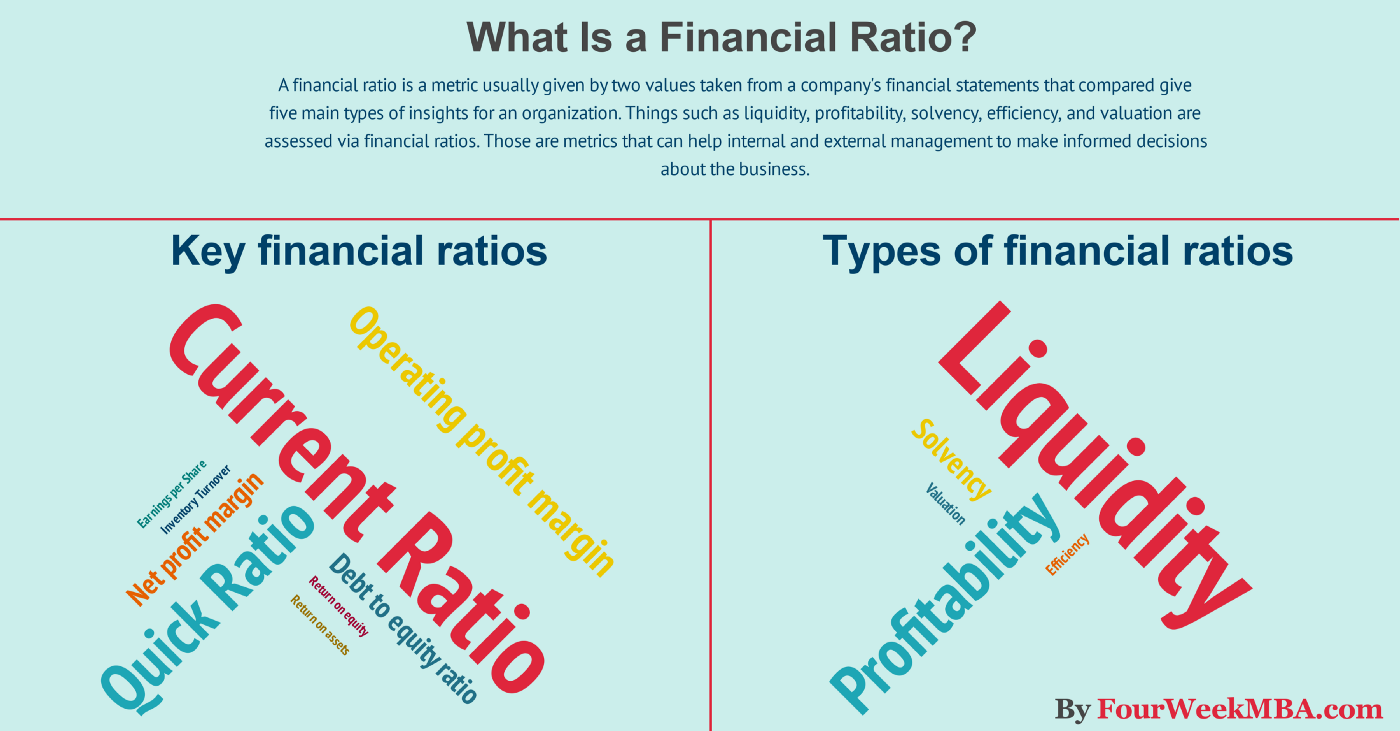 What Is a Financial Ratio?
A financial ratio is a metric usually given by two values taken from a company's financial statements that compared give
five main types of insights for an organization. Things such as liquidity, profitability, solvency, efficiency, and valuation are
assessed via financial ratios. Those are metrics that can help internal and external management to make informed decisions
about the business.
Key financial ratios
Current Ratio
Operating profit margin
Earnings per Share
Inventory Turnover
Net profit margin
Quick Ratio
Debt to equity ratio
Return on equity
Return on assets
Types of financial ratios
Liquidity
Solvency
Valuation
Profitability
Efficiency
By FourWeekMBA.com